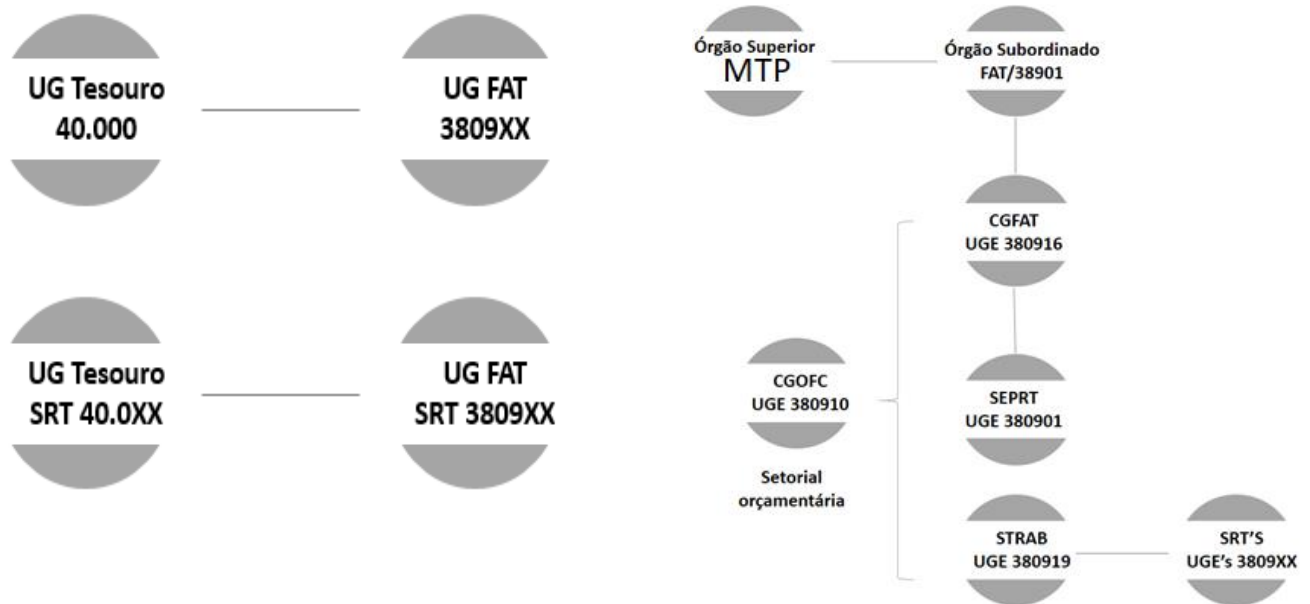 UG Tesouro
40.000
UG FAT
3809XX
UG Tesouro
SRT 40.0XX
UG FAT
SRT 3809XX
Órgão Superior
MTP
Órgão Subordinado
FAT/38901
CGFAT
UGE 380916
CGOFC
UGE 380910
Setorial
orçamentária
SEPRT
UGE 380901
STRAB
UGE 380919
SRT'S
UGE's 3809XX